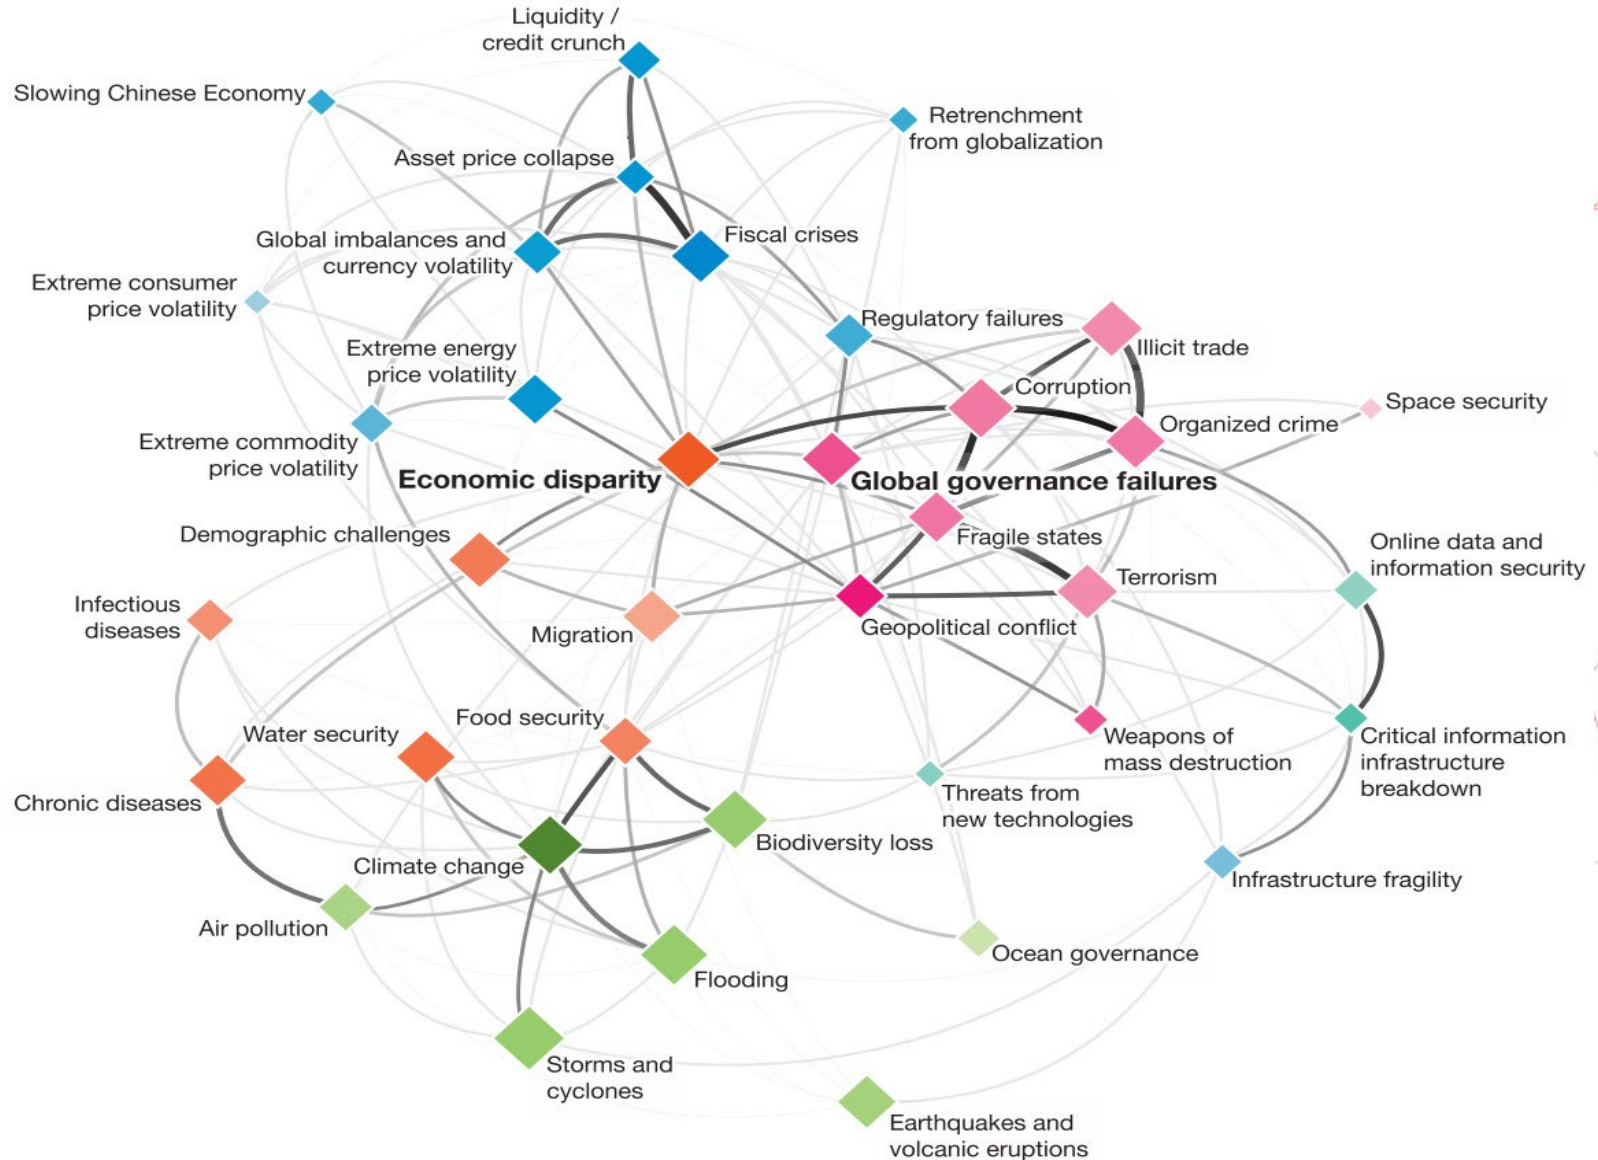 Liquidity /
credit crunch
Slowing Chinese Economy
Retrenchment
from globalization
Asset price collapse
Global imbalances and
currency volatility
Fiscal crises
Extreme consumer
price volatility
Regulatory failures
Illicit trade
Extreme energy
price volatility
Corruption
Space security
Organized crime
Extreme commodity
price volatility
Economic disparity
Global governance failures
Demographic challenges
Fragile states
Online data and
information security
Terrorism
Infectious
diseases
Migration
Geopolitical conflict
Food security
Water security
Weapons of
mass destruction
Critical information
infrastructure
breakdown
Chronic diseases
Threats from
new technologies
Biodiversity loss
Climate change
Infrastructure fragility
Air pollution
Ocean governance
Flooding
Storms and
cyclones
Earthquakes and
volcanic eruptions